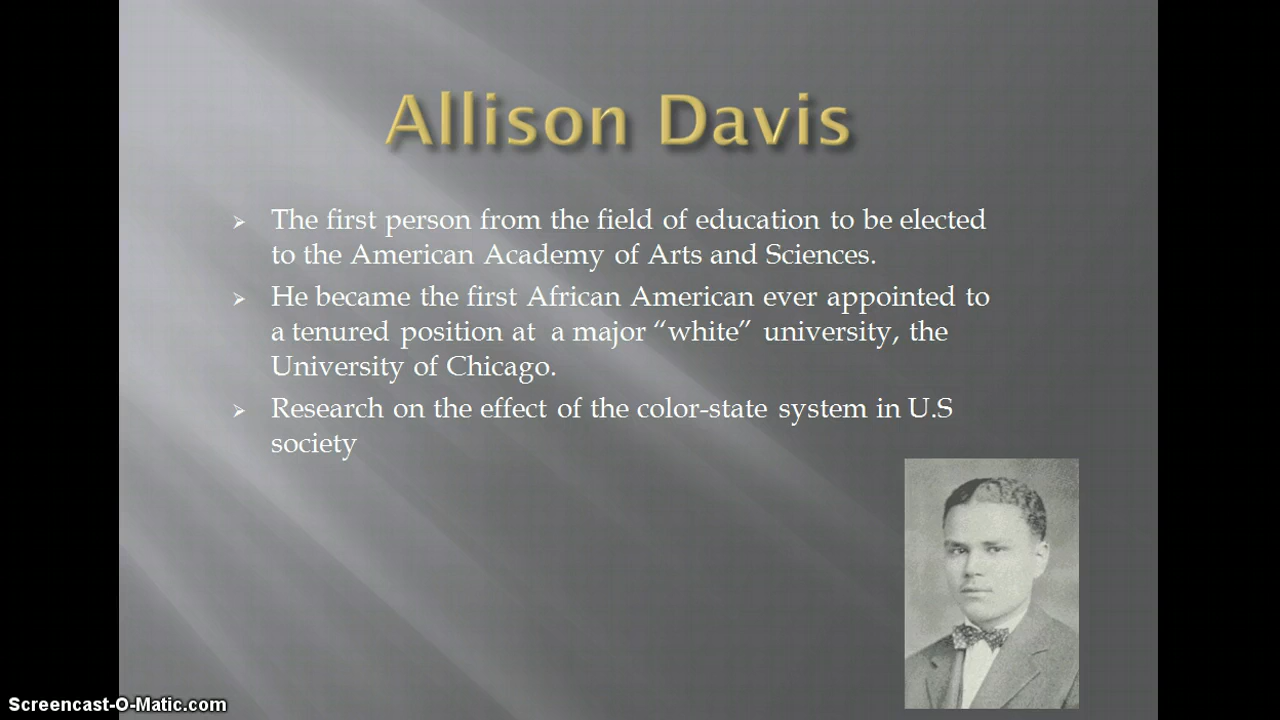 Allison Davis
The first person from the field of education to be elected
to the American Academy of Arts and Sciences.
He became the first African American ever appointed to
a tenured position at a major “white” university, the
University of Chicago.
Research on the effect of the color-state system in U.S
society
Screencast-O-Matic.com